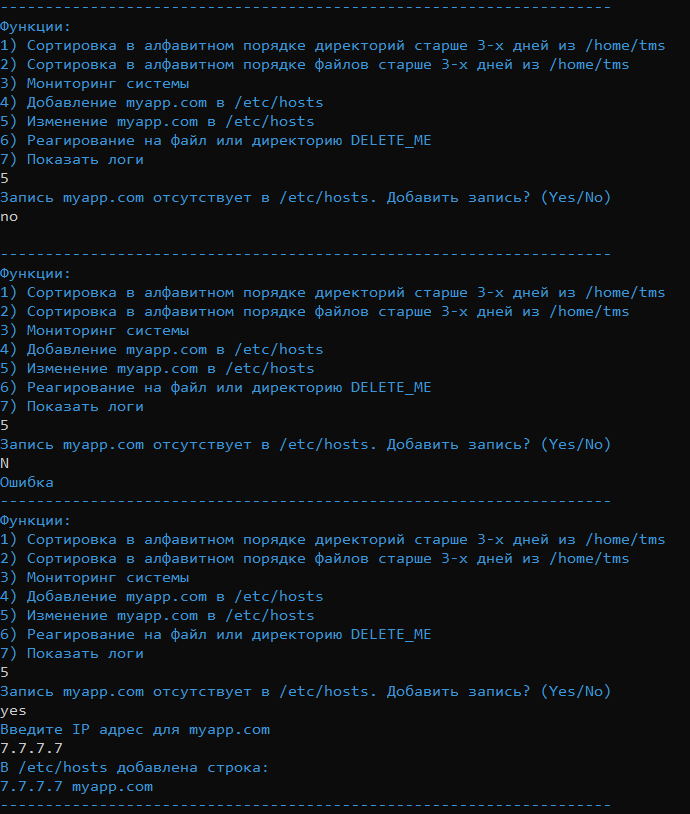 --------------------------------------------------------------------
Функции:
1) Сортировка в алфавитном порядке директорий старше 3-х дней из /home/tms
2) Сортировка в алфавитном порядке файлов старше 3-х дней из /home/tms
3) Мониторинг системы
4) Добавление myapp.com в /etc/hosts
5) Изменение myapp.com в /etc/hosts
6) Реагирование на файл или директорию DELETE_ME
7) Показать логи
5
Запись myapp.com отсутствует в /etc/hosts. Добавить запись? (Yes/No)
no
--------------------------------------------------------------------
Функции:
1) Сортировка в алфавитном порядке директорий старше 3-х дней из /home/tms
2) Сортировка в алфавитном порядке файлов старше 3-х дней из /home/tms
3) Мониторинг системы
4) Добавление myapp.com в /etc/hosts
5) Изменение myapp.com в /etc/hosts
6) Реагирование на файл или директорию DELETE_ME
7) Показать логи
5
Запись myapp.com отсутствует в /etc/hosts. Добавить запись? (Yes/No)
N
Ошибка
--------------------------------------------------------------------
Функции:
1) Сортировка в алфавитном порядке директорий старше 3-х дней из /home/tms
2) Сортировка в алфавитном порядке файлов старше 3-х дней из /home/tms
3) Мониторинг системы
4) Добавление myapp.com в /etc/hosts
5) Изменение myapp.com в /etc/hosts
6) Реагирование на файл или директорию DELETE_ME
7) Показать логи
5
Запись myapp.com отсутствует в /etc/hosts. Добавить запись? (Yes/No)
yes
Введите IP адрес для myapp.com
7.7.7.7
В /etc/hosts добавлена строка:
7.7.7.7 myapp.com
--------------------------------------------------------------------